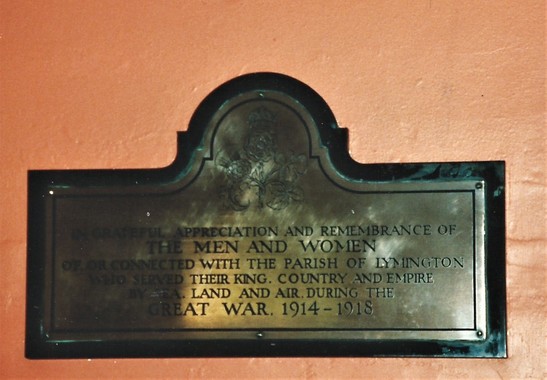 IN GRATEFUL APPRECIATION AND REMEMBRANCE OF
THE MEN AND WOMEN
OF, OR CONNECTED WITH THE PARISH OF LYMINGTON
WHO SERVED THEIR KING, COUNTRY AND EMPIRE
BY SEA, LAND AND AIR, DURING THE
GREAT WAR, 1914-1918